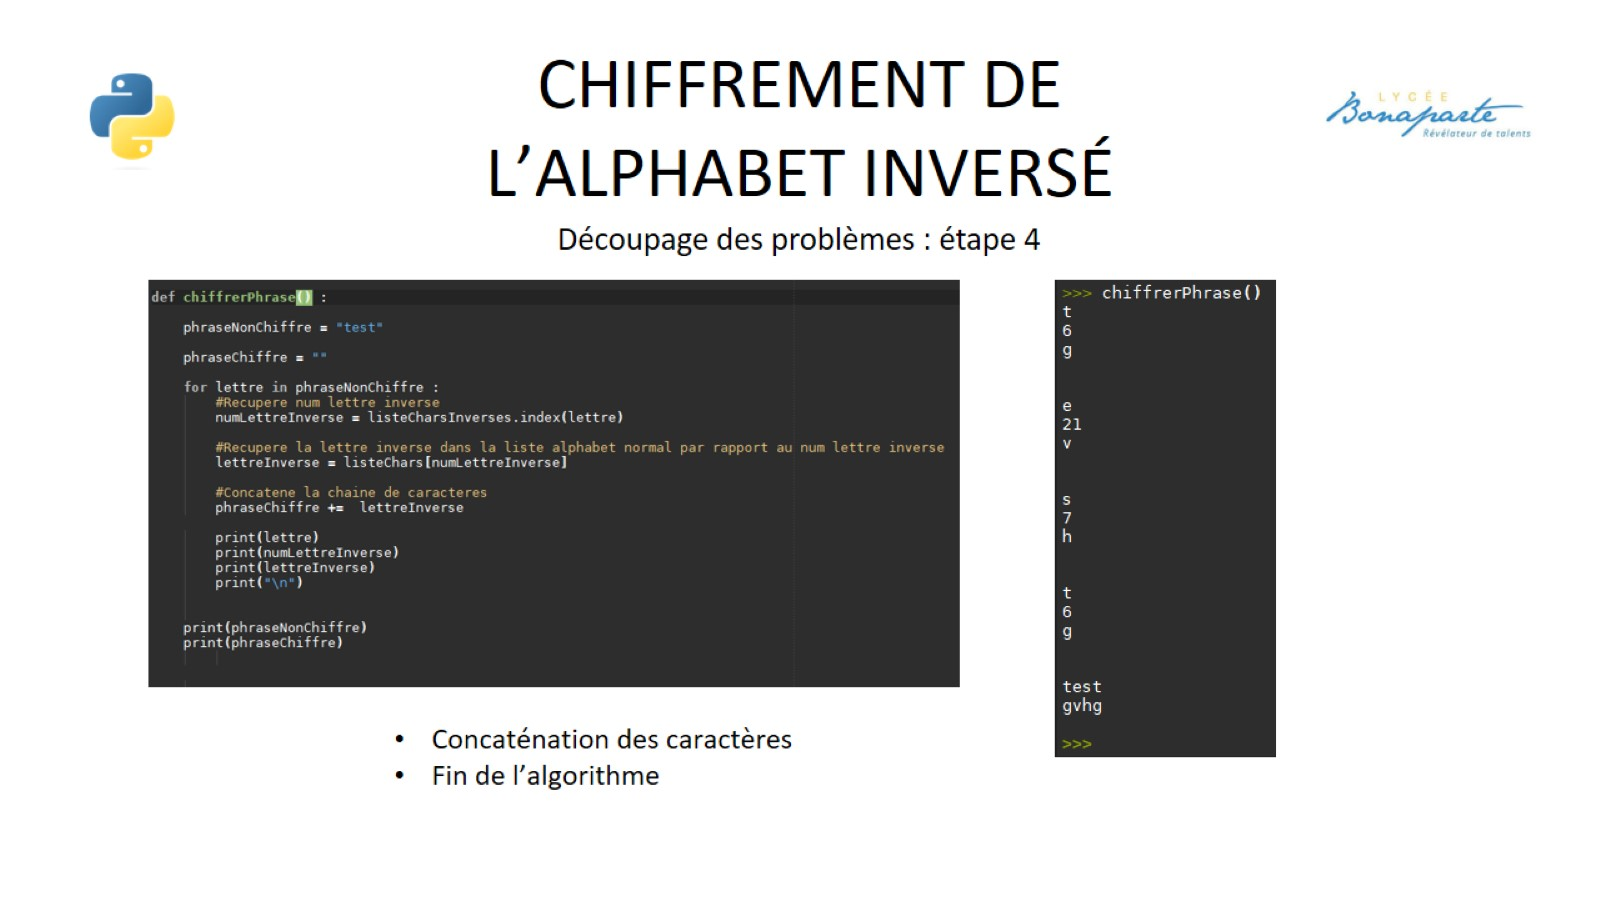 CHIFFREMENT DE
L’ALPHABET INVERSÉ
LYCÉE
Bonaparte
Révélateur de talents
Découpage des problèmes : étape 4
def chiffrerPhrase() :
phraseNonChiffre = "test"
phraseChiffre = ""
for lettre in phraseNonChiffre :
#Recupere num lettre inverse
numLettreInverse = listeCharsInverses.index(lettre)
#Recupere la lettre inverse dans la liste alphabet normal par rapport au num lettre inverse
lettreInverse = listeChars[numLettreInverse]
#Concatene la chaine de caracteres
phraseChiffre += lettreInverse
print(lettre)
print(numLettreInverse)
print(lettreInverse)
print("\n")
print(phraseNonChiffre)
print(phraseChiffre)
>>> chiffrerPhrase()
t
6
g
e
21
v
s
7
h
t
6
g
test
gvhg
>>>
• Concaténation des caractères
• Fin de l’algorithme